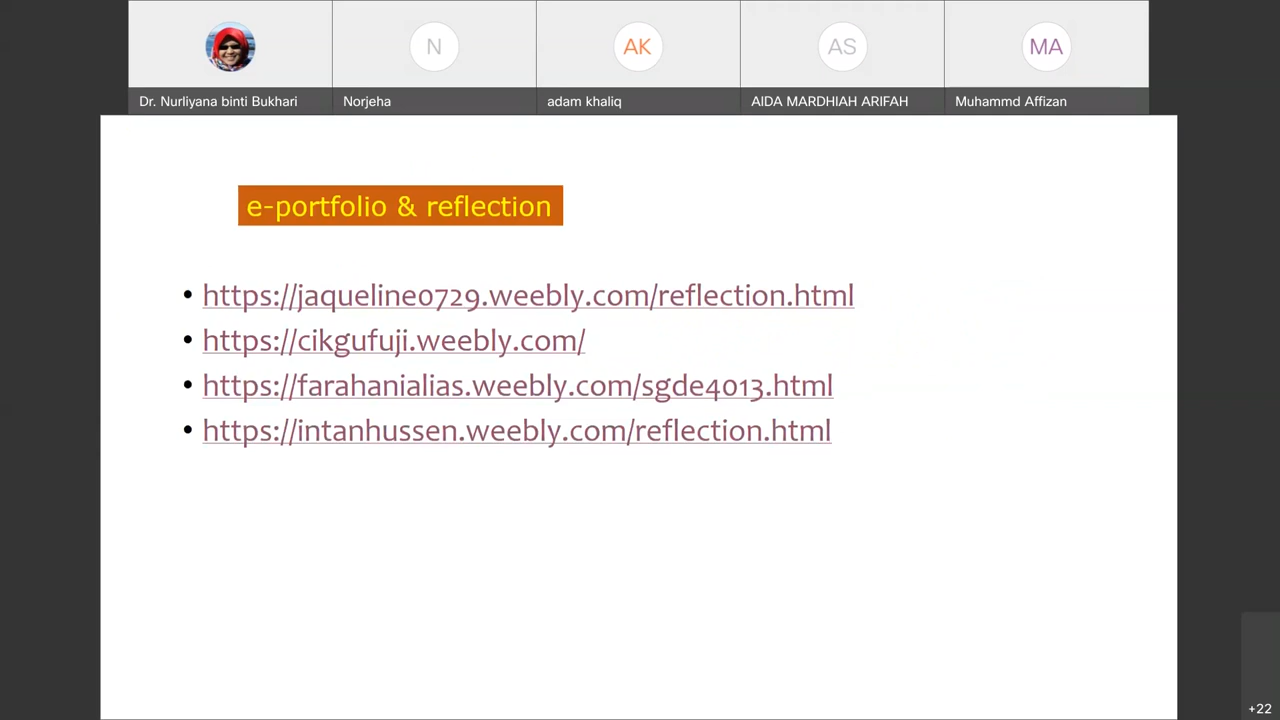 N
AK
AS
MA
Dr. Nurliyana binti Bukhari
Norjeha
adam khaliq
AIDA MARDHIAH ARIFAH
Muhammd Affizan
e-portfolio & reflection
• https://jaqueline0729.weebly.com/reflection.html
• https://cikgufuji.weebly.com/
• https://farahanialias.weebly.com/sgde4013.html
• https://intanhussen.weebly.com/reflection.html
+22